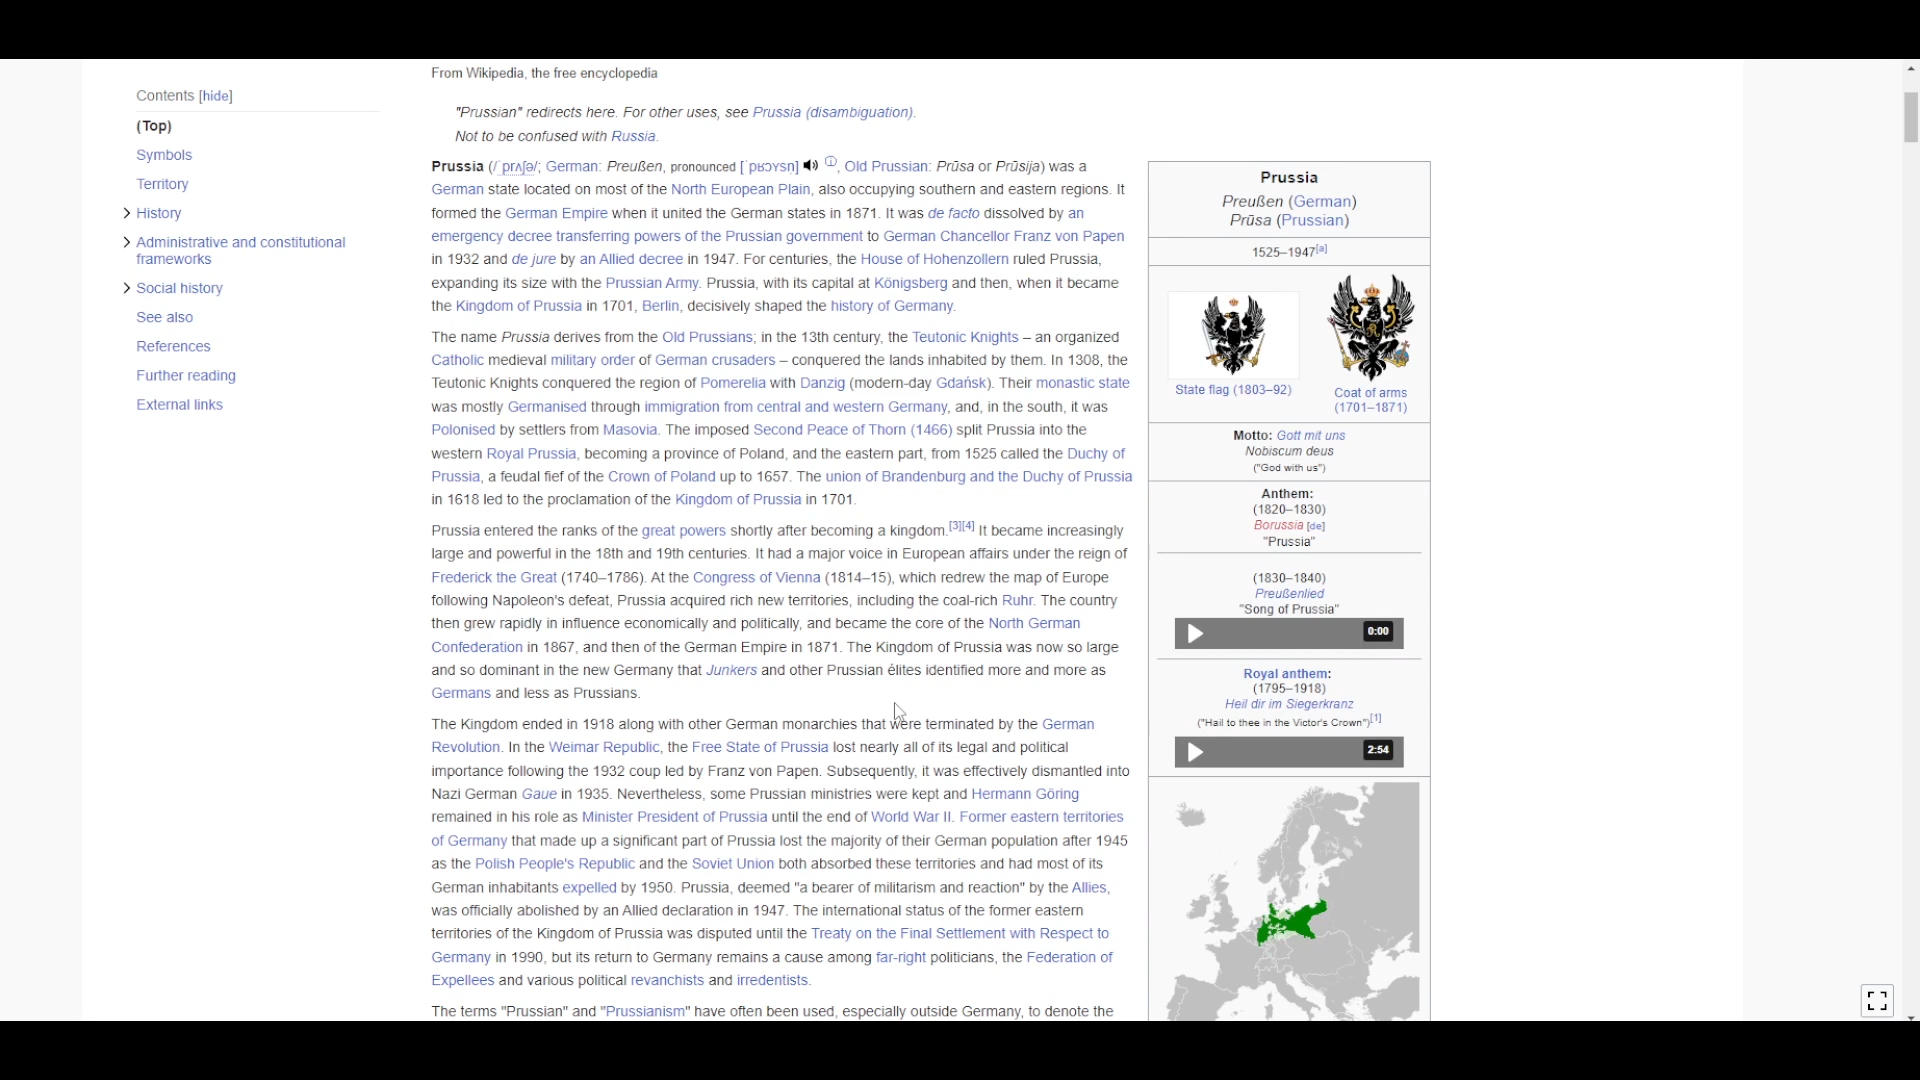 From Wikipedia, the free encyclopedia
Contents [hide]
(Top)
Symbols
Territory
History
Administrative and constitutional
frameworks
Social history
See also
References
Further reading
External links
"Prussian" redirects here. For other uses, see Prussia (disambiguation).
Not to be confused with Russia.
Prussia (/ˈprʌʃə/; German: Preußen, pronounced [ˈpʁɔʏsn̩] ⓘ, Old Prussian: Prūsa or Prūsija) was a
German state located on most of the North European Plain, also occupying southern and eastern regions. It
formed the German Empire when it united the German states in 1871. It was de facto dissolved by an
emergency decree transferring powers of the Prussian government to German Chancellor Franz von Papen
in 1932 and de jure by an Allied decree in 1947. For centuries, the House of Hohenzollern ruled Prussia,
expanding its size with the Prussian Army. Prussia, with its capital at Königsberg and then, when it became
the Kingdom of Prussia in 1701, Berlin, decisively shaped the history of Germany.
The name Prussia derives from the Old Prussians; in the 13th century, the Teutonic Knights – an organized
Catholic medieval military order of German crusaders – conquered the lands inhabited by them. In 1308, the
Teutonic Knights conquered the region of Pomerelia with Danzig (modern-day Gdańsk). Their monastic state
was mostly Germanised through immigration from central and western Germany, and, in the south, it was
Polonised by settlers from Masovia. The imposed Second Peace of Thorn (1466) split Prussia into the
western Royal Prussia, becoming a province of Poland, and the eastern part, from 1525 called the Duchy of
Prussia, a feudal fief of the Crown of Poland up to 1657. The union of Brandenburg and the Duchy of Prussia
in 1618 led to the proclamation of the Kingdom of Prussia in 1701.
Prussia entered the ranks of the great powers shortly after becoming a kingdom.[3][4] It became increasingly
large and powerful in the 18th and 19th centuries. It had a major voice in European affairs under the reign of
Frederick the Great (1740–1786). At the Congress of Vienna (1814–15), which redrew the map of Europe
following Napoleon's defeat, Prussia acquired rich new territories, including the coal-rich Ruhr. The country
then grew rapidly in influence economically and politically, and became the core of the North German
Confederation in 1867, and then of the German Empire in 1871. The Kingdom of Prussia was now so large
and so dominant in the new Germany that Junkers and other Prussian élites identified more and more as
Germans and less as Prussians.
The Kingdom ended in 1918 along with other German monarchies that were terminated by the German
Revolution. In the Weimar Republic, the Free State of Prussia lost nearly all of its legal and political
importance following the 1932 coup led by Franz von Papen. Subsequently, it was effectively dismantled into
Nazi German Gaue in 1935. Nevertheless, some Prussian ministries were kept and Hermann Göring
remained in his role as Minister President of Prussia until the end of World War II. Former eastern territories
of Germany that made up a significant part of Prussia lost the majority of their German population after 1945
as the Polish People's Republic and the Soviet Union both absorbed these territories and had most of its
German inhabitants expelled by 1950. Prussia, deemed "a bearer of militarism and reaction" by the Allies,
was officially abolished by an Allied declaration in 1947. The international status of the former eastern
territories of the Kingdom of Prussia was disputed until the Treaty on the Final Settlement with Respect to
Germany in 1990, but its return to Germany remains a cause among far-right politicians, the Federation of
Expellees and various political revanchists and irredentists.
The terms "Prussian" and "Prussianism" have often been used, especially outside Germany, to denote the
Prussia
Preußen (German)
Prūsa (Prussian)
1525–1947[a]
State flag (1803–92)
Coat of arms
(1701–1871)
Motto: Gott mit uns
Nobiscum deus
("God with us")
Anthem:
(1820–1830)
Borussia [de]
"Prussia"
(1830–1840)
Preußenlied
"Song of Prussia"
0:00
Royal anthem:
(1795–1918)
Heil dir im Siegerkranz
("Hail to thee in the Victor's Crown")[1]
2:54